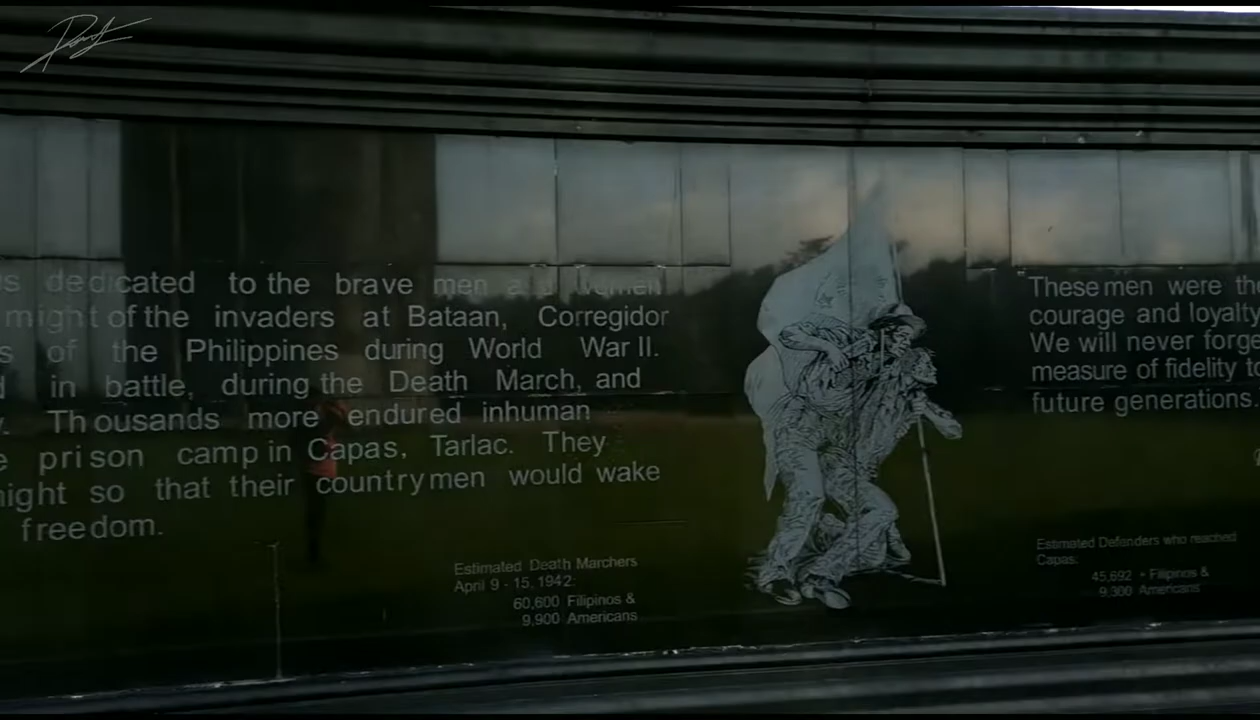 dedicated to the brave men
might of the invaders at Bataan, Corregidor
of the Philippines during World War II.
in battle, during the Death March, and
Thousands more endured inhuman
prison camp in Capas, Tarlac. They
night so that their countrymen would wake
freedom.
Estimated Death Marchers
April 9 - 15, 1942:
60,600 Filipinos &
9,900 Americans
These men were the
courage and loyalty
We will never forge
measure of fidelity to
future generations.
Estimated Defenders who reached
Capas:
45,692 + Filipinos &
9,300 Americans